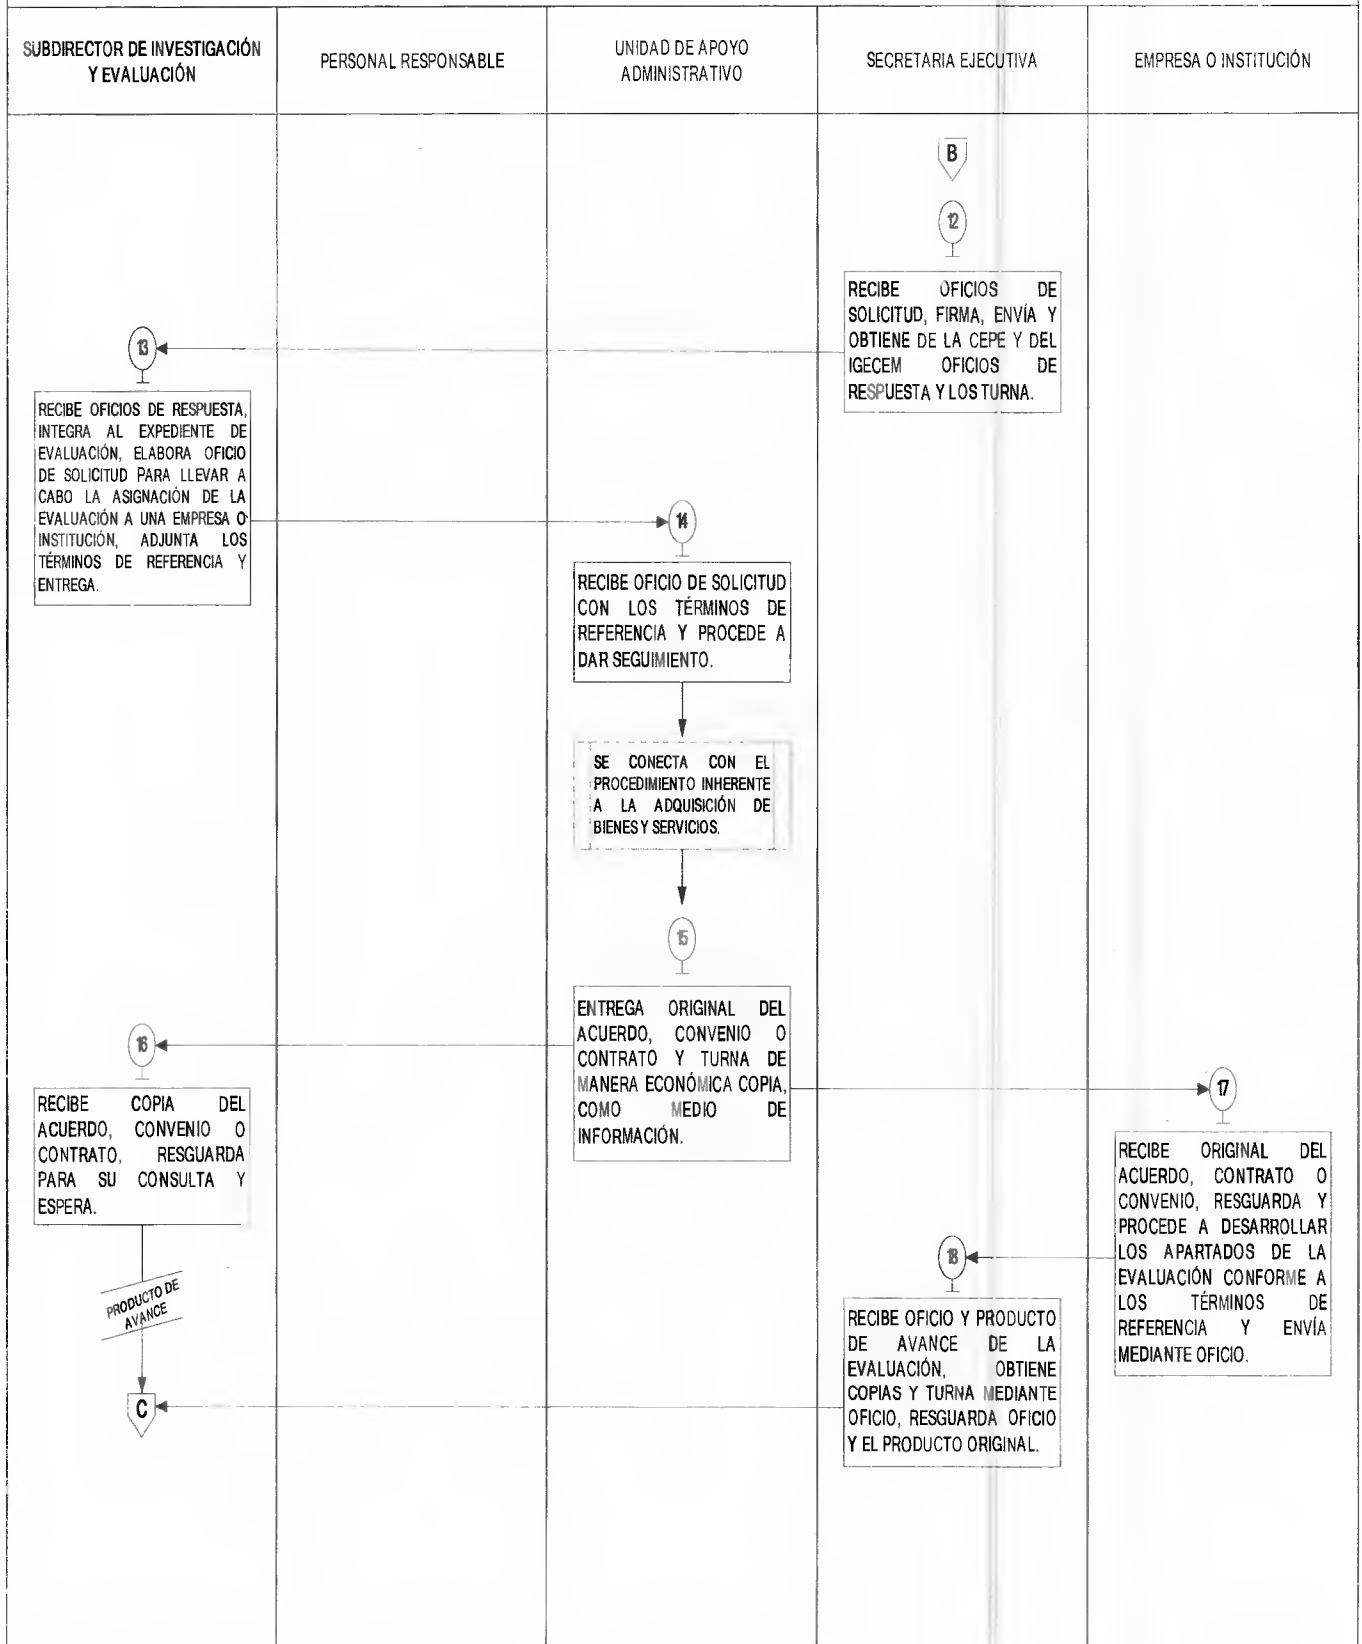 SUBDIRECTOR DE INVESTIGACIÓN
Y EVALUACIÓN
PERSONAL RESPONSABLE
UNIDAD DE APOYO
ADMINISTRATIVO
SECRETARIA EJECUTIVA
EMPRESA O INSTITUCIÓN
B
12
RECIBE OFICIOS DE
SOLICITUD, FIRMA, ENVÍA Y
OBTIENE DE LA CEPE Y DEL
IGECEM OFICIOS DE
RESPUESTA Y LOS TURNA.
13
RECIBE OFICIOS DE RESPUESTA,
INTEGRA AL EXPEDIENTE DE
EVALUACIÓN, ELABORA OFICIO
DE SOLICITUD PARA LLEVAR A
CABO LA ASIGNACIÓN DE LA
EVALUACIÓN A UNA EMPRESA O
INSTITUCIÓN, ADJUNTA LOS
TÉRMINOS DE REFERENCIA Y
ENTREGA.
14
RECIBE OFICIO DE SOLICITUD
CON LOS TÉRMINOS DE
REFERENCIA Y PROCEDE A
DAR SEGUIMIENTO.
SE CONECTA CON EL
PROCEDIMIENTO INHERENTE
A LA ADQUISICIÓN DE
BIENES Y SERVICIOS.
15
ENTREGA ORIGINAL DEL
ACUERDO, CONVENIO O
CONTRATO Y TURNA DE
MANERA ECONÓMICA COPIA,
COMO MEDIO DE
INFORMACIÓN.
16
RECIBE COPIA DEL
ACUERDO, CONVENIO O
CONTRATO, RESGUARDA
PARA SU CONSULTA Y
ESPERA.
PRODUCTO DE
AVANCE
C
17
RECIBE ORIGINAL DEL
ACUERDO, CONTRATO O
CONVENIO, RESGUARDA Y
PROCEDE A DESARROLLAR
LOS APARTADOS DE LA
EVALUACIÓN CONFORME A
LOS TÉRMINOS DE
REFERENCIA Y ENVÍA
MEDIANTE OFICIO.
18
RECIBE OFICIO Y PRODUCTO
DE AVANCE DE LA
EVALUACIÓN, OBTIENE
COPIAS Y TURNA MEDIANTE
OFICIO, RESGUARDA OFICIO
Y EL PRODUCTO ORIGINAL.